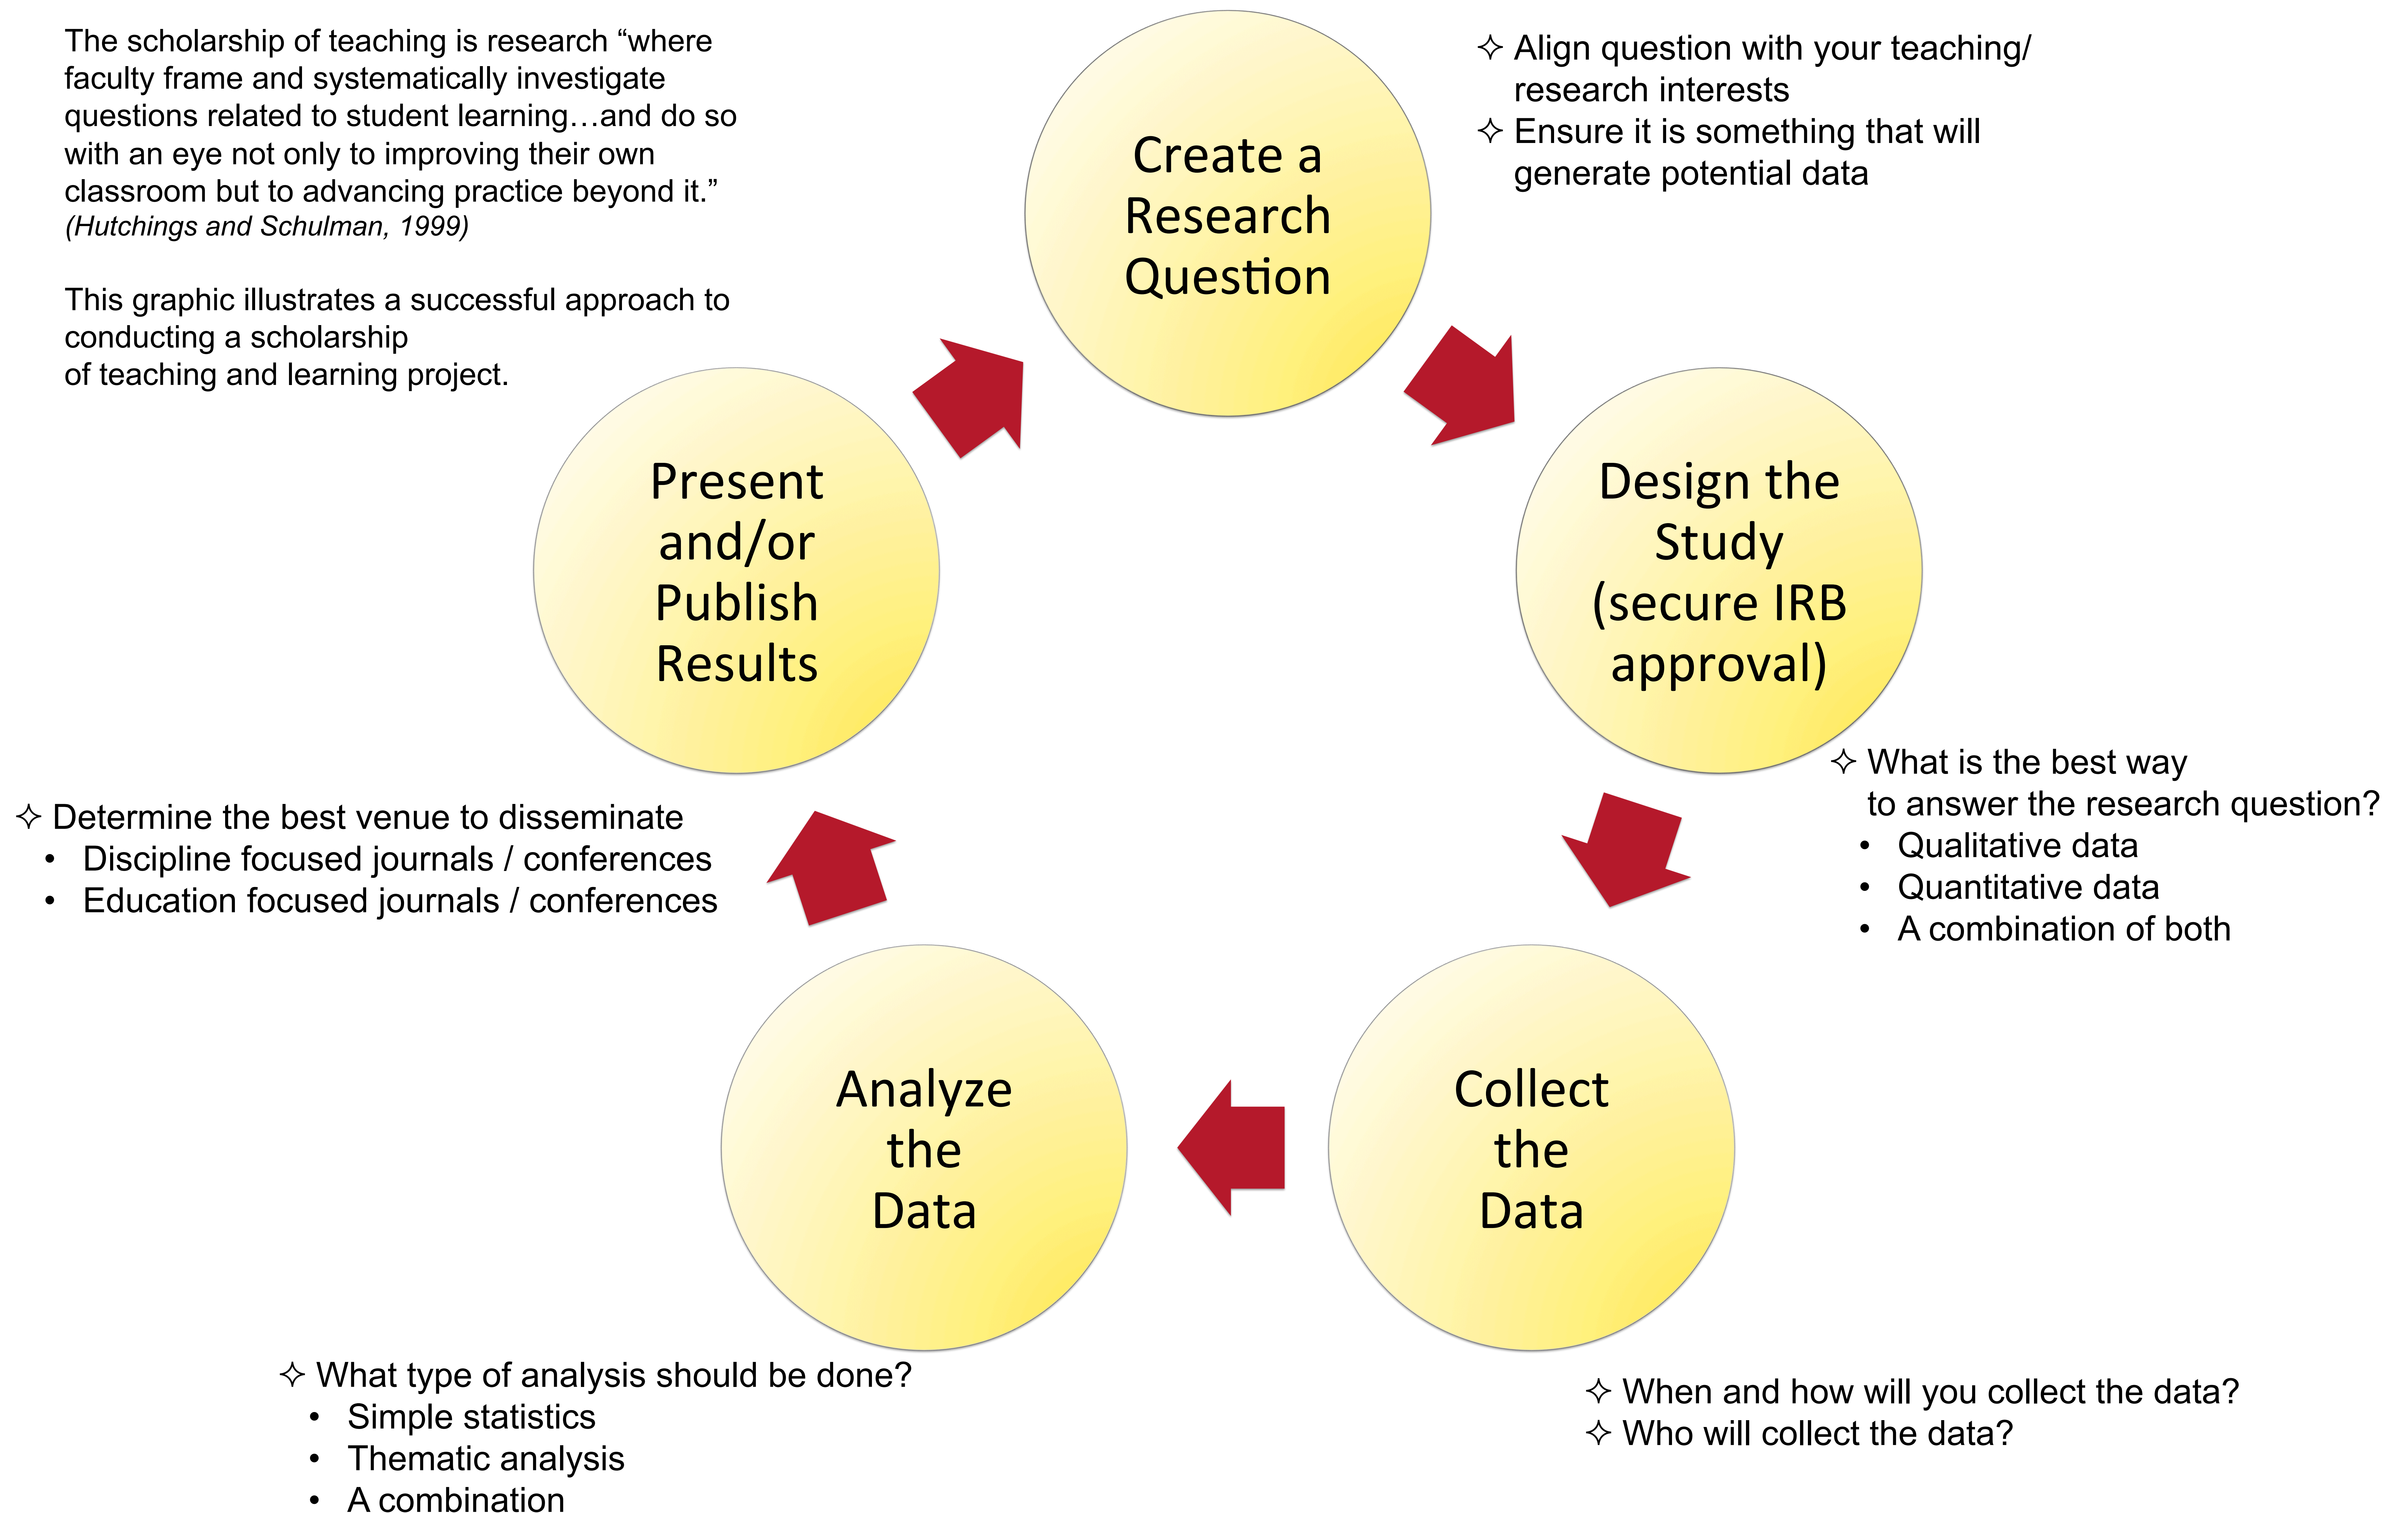 The scholarship of teaching is research “where
faculty frame and systematically investigate
questions related to student learning…and do so
with an eye not only to improving their own
classroom but to advancing practice beyond it.”
(Hutchings and Schulman, 1999)
This graphic illustrates a successful approach to
conducting a scholarship
of teaching and learning project.
Create a
Research
Question
✧ Align question with your teaching/
research interests
✧ Ensure it is something that will
generate potential data
Design the
Study
(secure IRB
approval)
✧ What is the best way
to answer the research question?
• Qualitative data
• Quantitative data
• A combination of both
Collect
the
Data
✧ When and how will you collect the data?
✧ Who will collect the data?
Analyze
the
Data
✧ What type of analysis should be done?
• Simple statistics
• Thematic analysis
• A combination
Present
and/or
Publish
Results
✧ Determine the best venue to disseminate
• Discipline focused journals / conferences
• Education focused journals / conferences